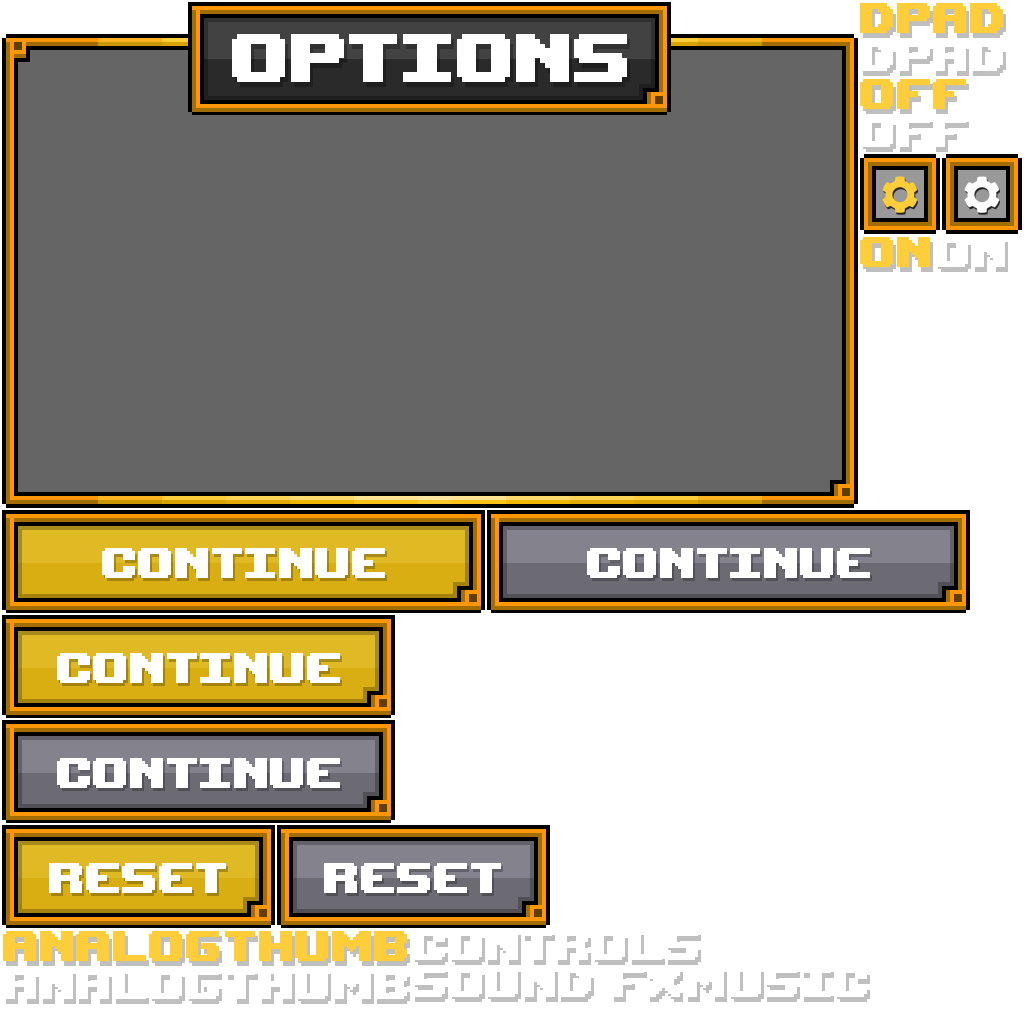 OPTIONS
DPAD
DPAD
OFF
OFF
ON ON
CONTINUE CONTINUE
CONTINUE
CONTINUE
RESET RESET
ANALOGTHUMB CONTROLS
ANALOGTHUMB SOUND FX MUSIC